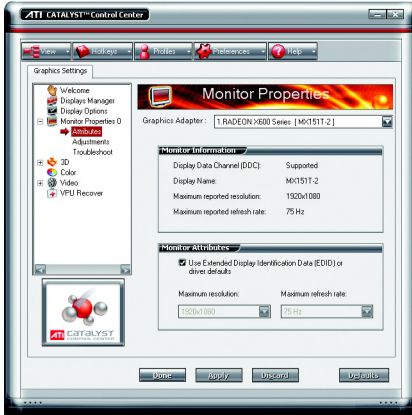 ATI CATALYST™ Control Center
View Hotkeys Profiles Preferences Help
Graphics Settings
Welcome
Displays Manager
Display Options
Monitor Properties 0
Attributes
Adjustments
Troubleshoot
3D
Color
Video
VPU Recover
ATI CATALYST
CONTROL CENTER
Monitor Properties
Graphics Adapter : 1.RADEON X600 Series [ MX151T-2 ]
Monitor Information
Display Data Channel (DDC): Supported
Display Name: MX151T-2
Maximum reported resolution: 1920x1080
Maximum reported refresh rate: 75 Hz
Monitor Attributes
Use Extended Display Identification Data (EDID) or
driver defaults
Maximum resolution: Maximum refresh rate:
1920x1080 75 Hz
Done Apply Discard Defaults